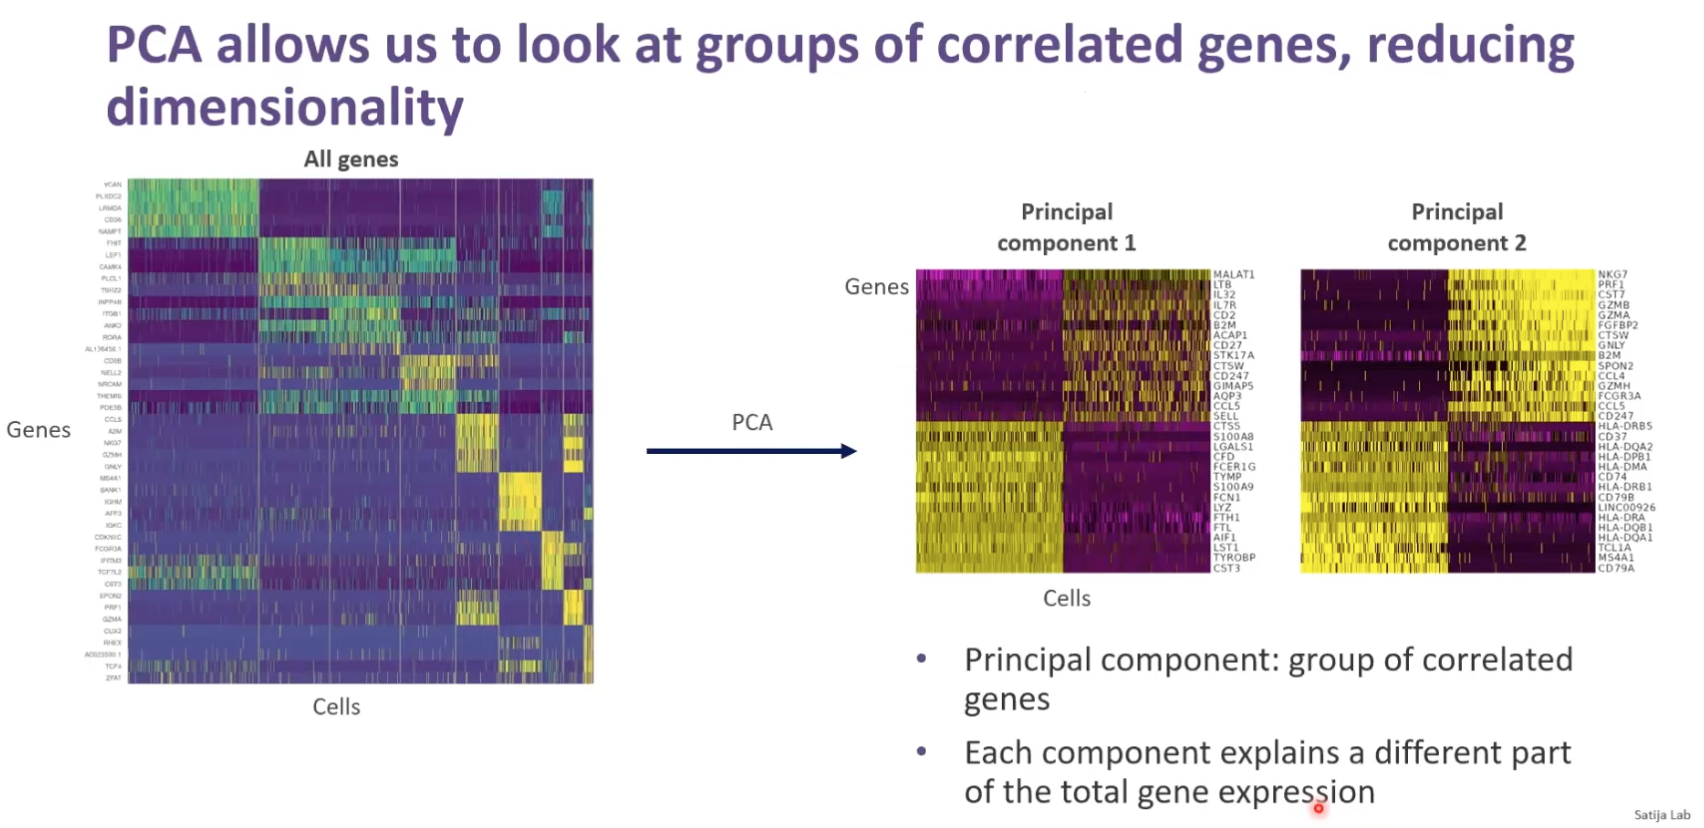 PCA allows us to look at groups of correlated genes, reducing
dimensionality
All genes
VCAN
PLXDC2
LRMDA
CD36
NAMPT
FHIT
LEF1
CAMK4
PLCL1
TSHZ2
INPP4B
ITGB1
ANK3
RORA
CD8B
NELL2
NRCAM
THEMIS
PDE3B
CCL5
A2M
NKG7
GZMH
GNLY
MS4A1
BANK1
IGHM
AFF3
IGKC
CDKN1C
FCGR3A
IFITM3
TCF7L2
CST3
SPON2
PRF1
GZMA
CUX2
RHEX
TCF4
ZFAT
Genes
Cells
PCA
Principal
component 1
Genes
MALAT1
LTB
IL32
IL7R
CD2
B2M
ACAP1
CD27
STK17A
CTSW
CD247
GIMAP5
AQP3
CCL5
SELL
CTSS
S100A8
LGALS1
CFD
FCER1G
TYMP
S100A9
FCN1
LYZ
FTH1
FTL
AIF1
LST1
TYROBP
CST3
Cells
Principal
component 2
NKG7
PRF1
CST7
GZMB
GZMA
FGFBP2
CTSW
GNLY
B2M
SPON2
CCL4
GZMH
FCGR3A
CCL5
CD247
HLA-DRB5
CD37
HLA-DQA2
HLA-DPB1
HLA-DMA
CD74
HLA-DRB1
CD79B
LINC00926
HLA-DRA
HLA-DQB1
HLA-DQA1
TCL1A
MS4A1
CD79A
• Principal component: group of correlated
genes
• Each component explains a different part
of the total gene expression
Satija Lab